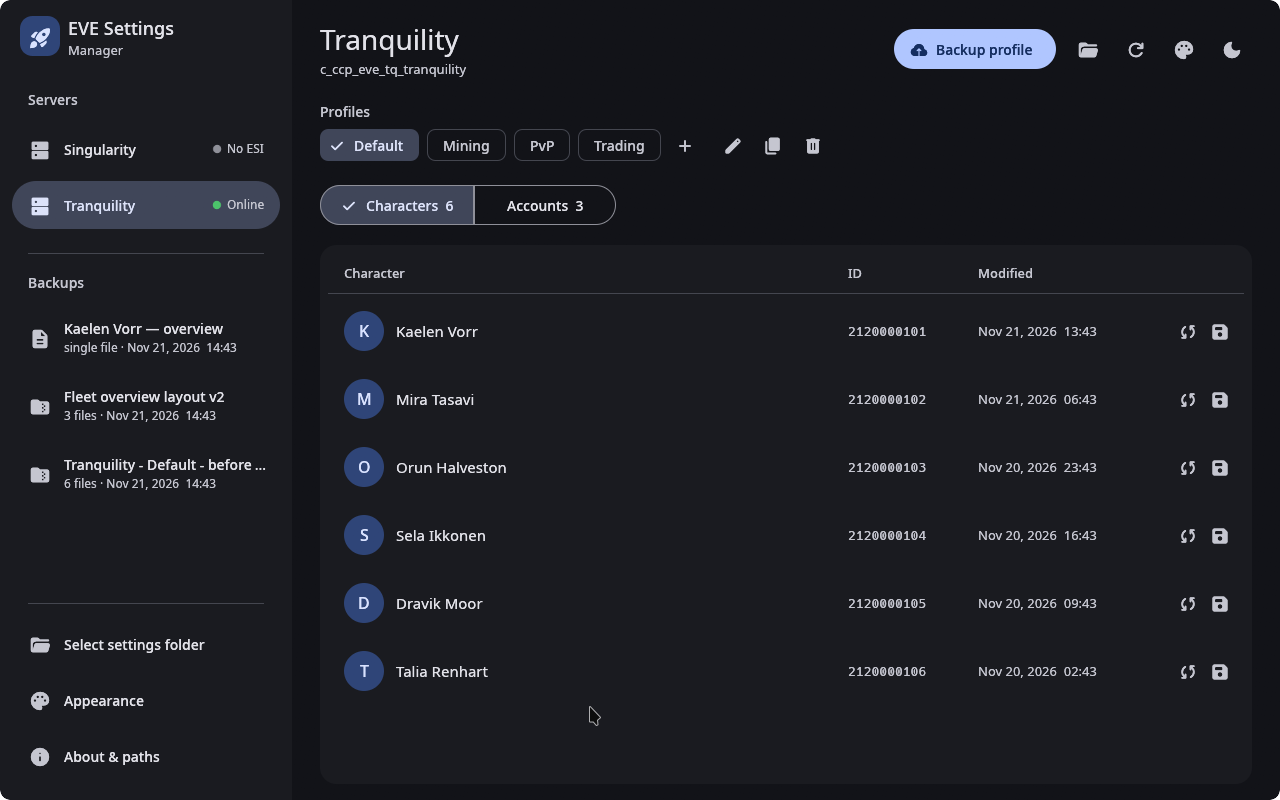 EVE Settings
Manager
Servers
Singularity
No ESI
Tranquility
Online
Backups
Kaelen Vorr — overview
single file · Nov 21, 2026 14:43
Fleet overview layout v2
3 files · Nov 21, 2026 14:43
Tranquility - Default - before ...
6 files · Nov 21, 2026 14:43
Select settings folder
Appearance
About & paths
Tranquility
c_ccp_eve_tq_tranquility
Backup profile
Profiles
Default Mining PvP Trading
Characters 6 Accounts 3
Character ID Modified
K Kaelen Vorr 2120000101 Nov 21, 2026 13:43
M Mira Tasavi 2120000102 Nov 21, 2026 06:43
O Orun Halveston 2120000103 Nov 20, 2026 23:43
S Sela Ikkonen 2120000104 Nov 20, 2026 16:43
D Dravik Moor 2120000105 Nov 20, 2026 09:43
T Talia Renhart 2120000106 Nov 20, 2026 02:43